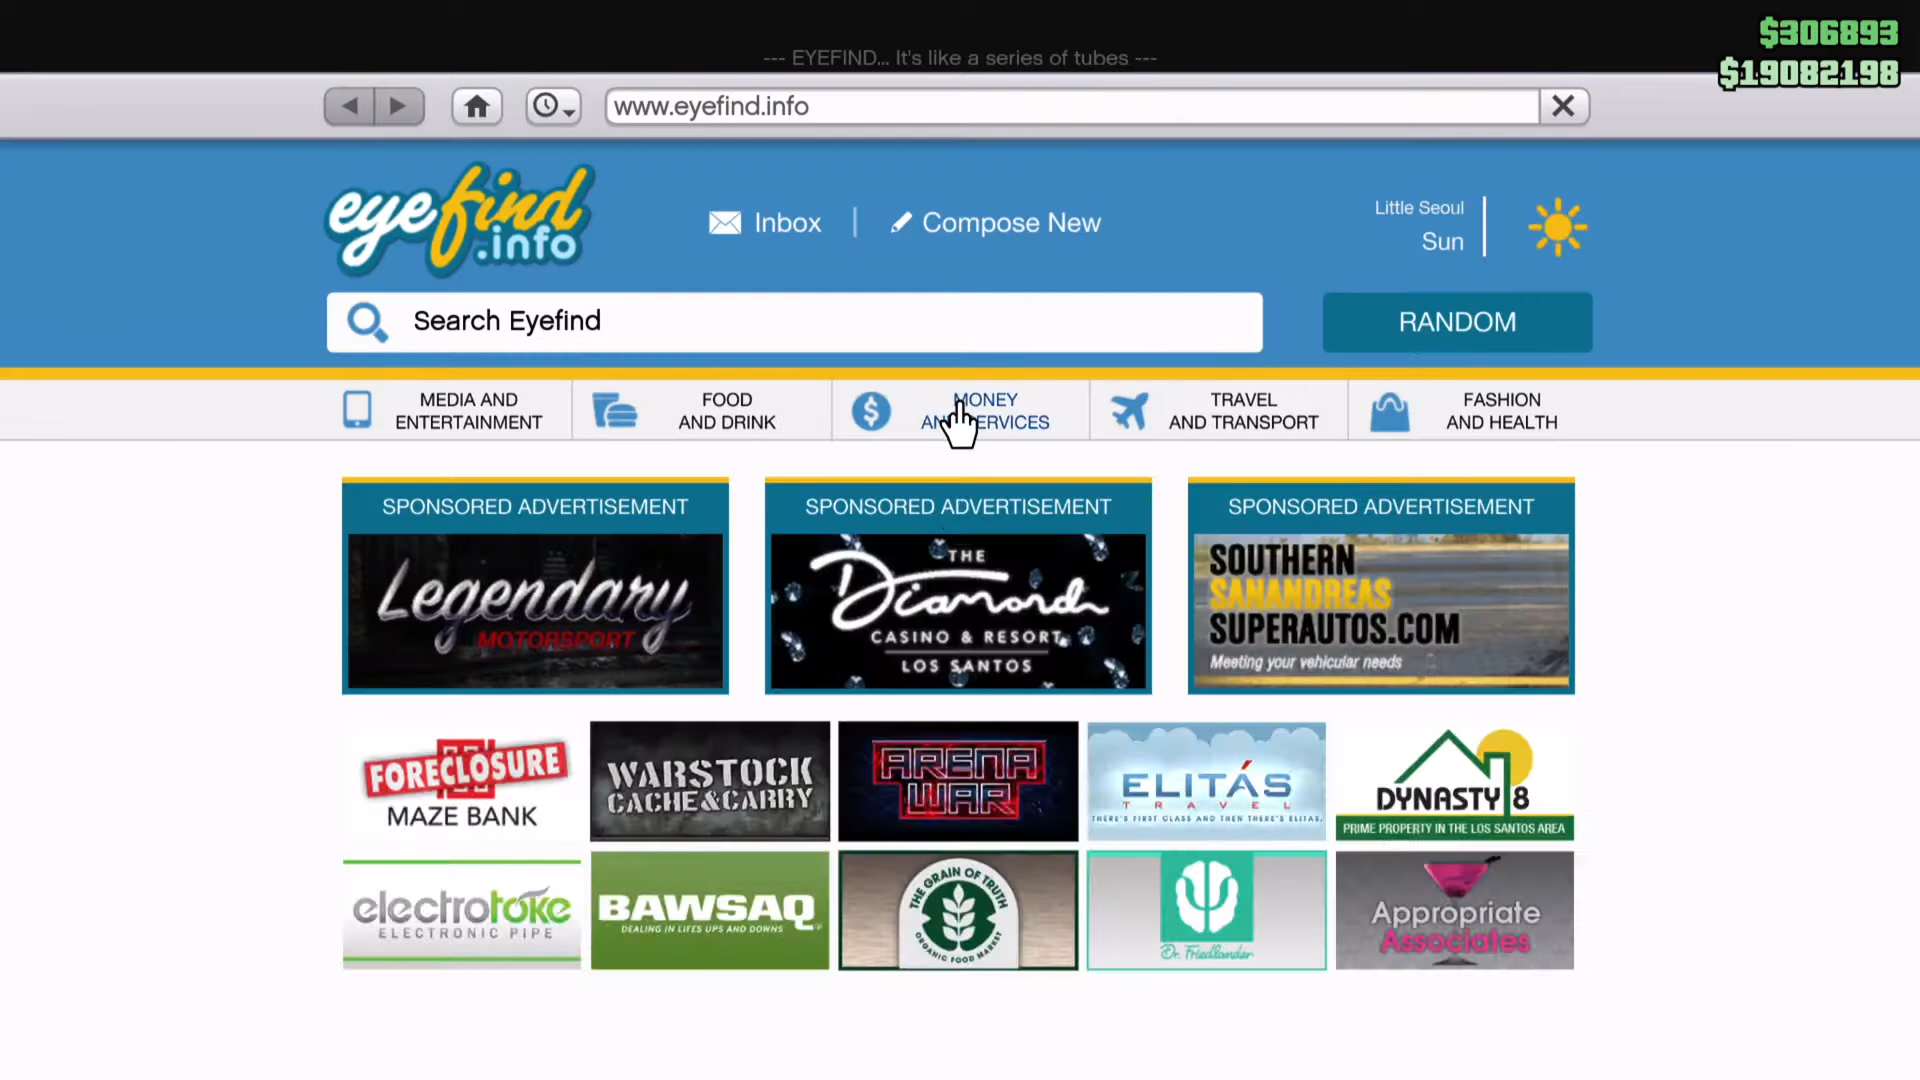 $306893
--- EYEFIND... It's like a series of tubes ---
$19082198
www.eyefind.info
eyefind
.info
Inbox
Compose New
Little Seoul
Sun
Search Eyefind
RANDOM
MEDIA AND
ENTERTAINMENT
FOOD
AND DRINK
MONEY
AND SERVICES
TRAVEL
AND TRANSPORT
FASHION
AND HEALTH
SPONSORED ADVERTISEMENT
Legendary
MOTORSPORT
SPONSORED ADVERTISEMENT
THE
Diamond
CASINO & RESORT
LOS SANTOS
SPONSORED ADVERTISEMENT
SOUTHERN
SANANDREAS
SUPERAUTOS.COM
Meeting your vehicular needs
FORECLOSURE
MAZE BANK
WARSTOCK
CACHE&CARRY
ARENA
WAR
ELITÁS
TRAVEL
THERE'S FIRST CLASS AND THEN THERE'S ELITAS.
DYNASTY 8
PRIME PROPERTY IN THE LOS SANTOS AREA
electrotoke
ELECTRONIC PIPE
BAWSAQ
DEALING IN LIFES UPS AND DOWNS
THE GRAIN OF TRUTH
ORGANIC FOOD MARKET
Dr. Friedlander
Appropriate
Associates